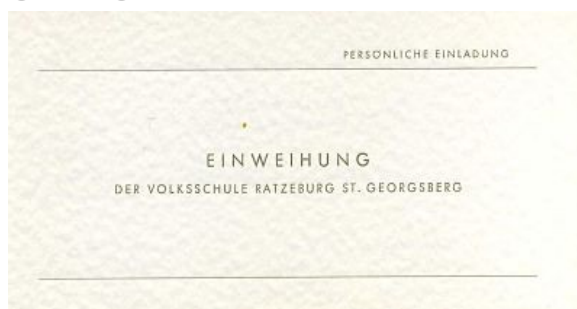 PERSÖNLICHE EINLADUNG
EINWEIHUNG
DER VOLKSSCHULE RATZEBURG ST. GEORGSBERG